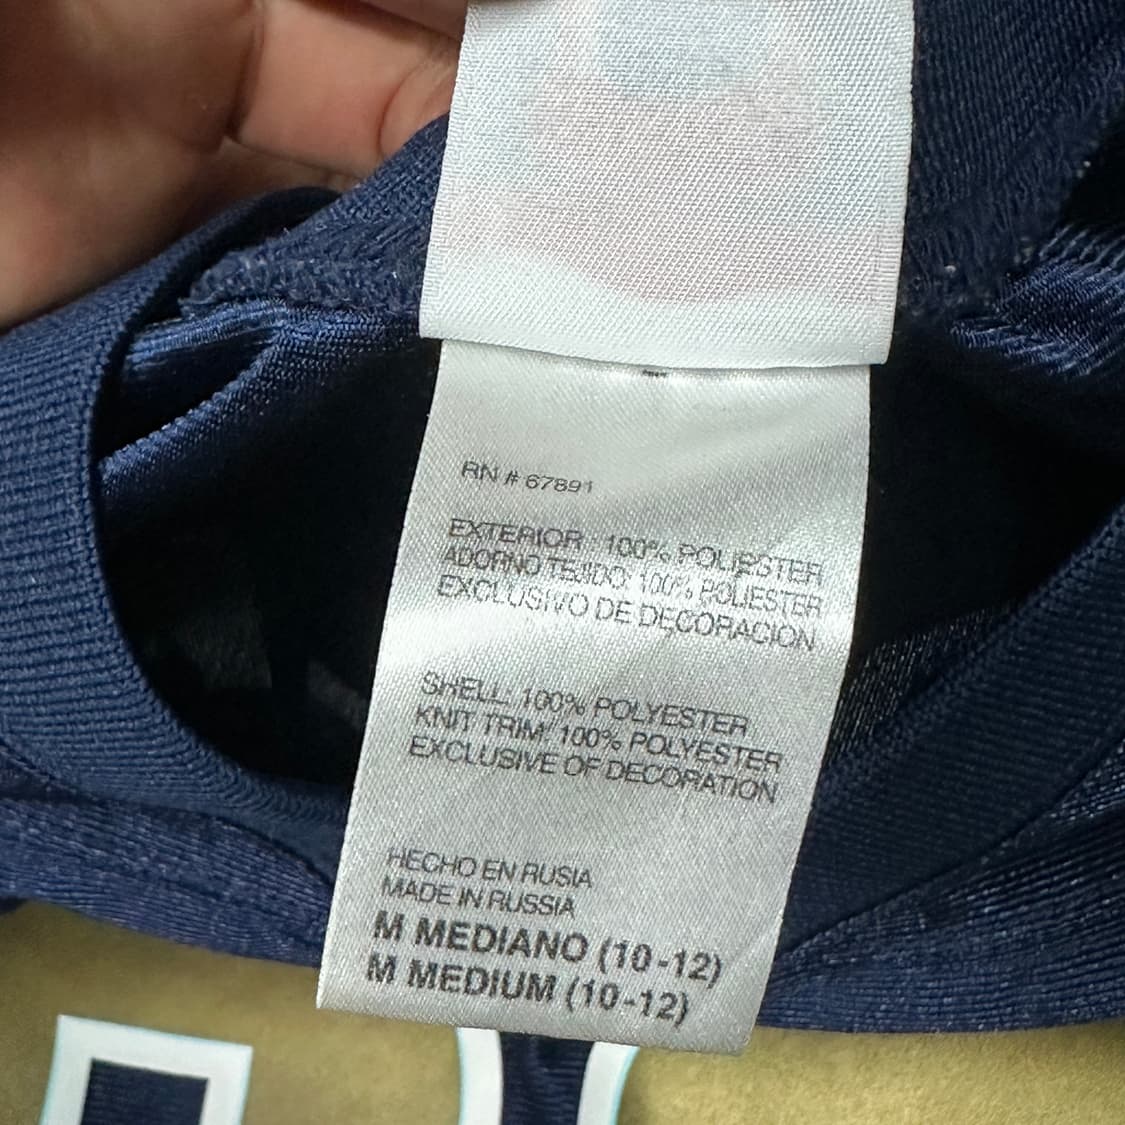 RN # 67891
EXTERIOR: 100% POLIESTER
ADORNO TEJIDO: 100% POLIESTER
EXCLUSIVO DE DECORACION
SHELL: 100% POLYESTER
KNIT TRIM: 100% POLYESTER
EXCLUSIVE OF DECORATION
HECHO EN RUSIA
MADE IN RUSSIA
M MEDIANO (10-12)
M MEDIUM (10-12)